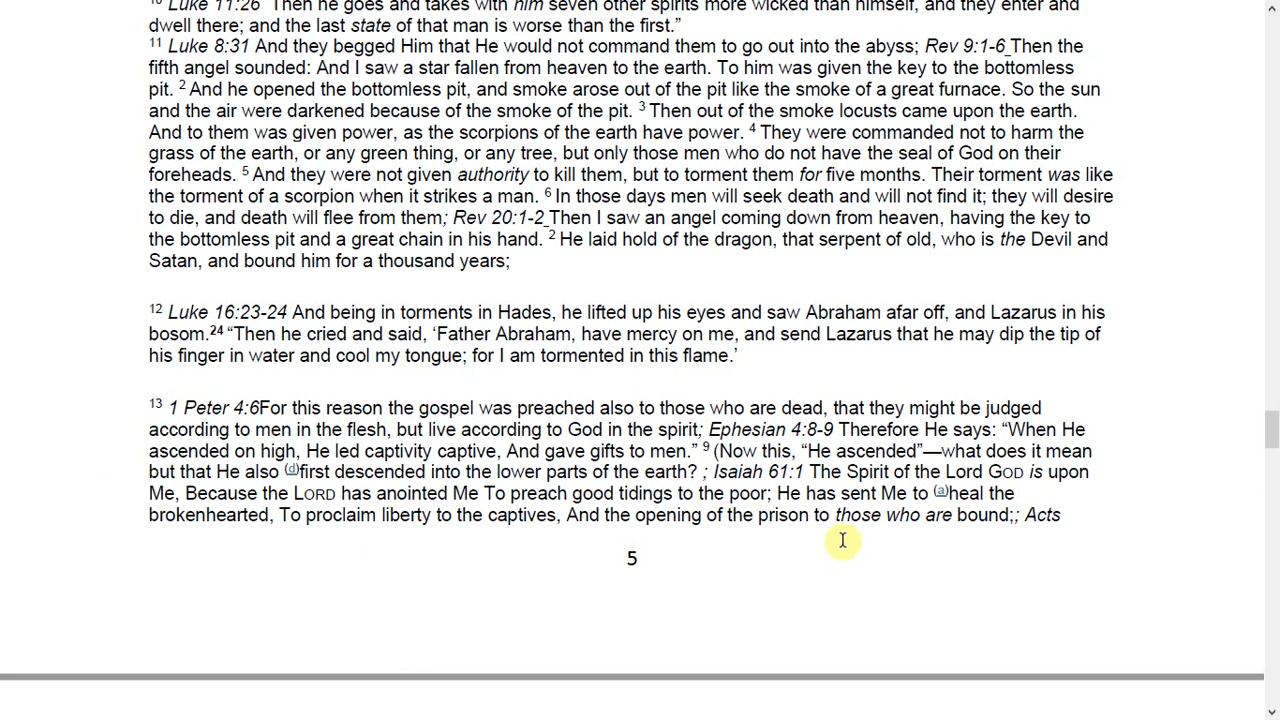 10 Luke 11:26 Then he goes and takes with him seven other spirits more wicked than himself, and they enter and
dwell there; and the last state of that man is worse than the first.”
11 Luke 8:31 And they begged Him that He would not command them to go out into the abyss; Rev 9:1-6 Then the
fifth angel sounded: And I saw a star fallen from heaven to the earth. To him was given the key to the bottomless
pit. 2 And he opened the bottomless pit, and smoke arose out of the pit like the smoke of a great furnace. So the sun
and the air were darkened because of the smoke of the pit. 3 Then out of the smoke locusts came upon the earth.
And to them was given power, as the scorpions of the earth have power. 4 They were commanded not to harm the
grass of the earth, or any green thing, or any tree, but only those men who do not have the seal of God on their
foreheads. 5 And they were not given authority to kill them, but to torment them for five months. Their torment was like
the torment of a scorpion when it strikes a man. 6 In those days men will seek death and will not find it; they will desire
to die, and death will flee from them; Rev 20:1-2 Then I saw an angel coming down from heaven, having the key to
the bottomless pit and a great chain in his hand. 2 He laid hold of the dragon, that serpent of old, who is the Devil and
Satan, and bound him for a thousand years;
12 Luke 16:23-24 And being in torments in Hades, he lifted up his eyes and saw Abraham afar off, and Lazarus in his
bosom.24 “Then he cried and said, ‘Father Abraham, have mercy on me, and send Lazarus that he may dip the tip of
his finger in water and cool my tongue; for I am tormented in this flame.’
13 1 Peter 4:6For this reason the gospel was preached also to those who are dead, that they might be judged
according to men in the flesh, but live according to God in the spirit; Ephesian 4:8-9 Therefore He says: “When He
ascended on high, He led captivity captive, And gave gifts to men.” 9 (Now this, “He ascended”—what does it mean
but that He also (d)first descended into the lower parts of the earth? ; Isaiah 61:1 The Spirit of the Lord GOD is upon
Me, Because the LORD has anointed Me To preach good tidings to the poor; He has sent Me to (a)heal the
brokenhearted, To proclaim liberty to the captives, And the opening of the prison to those who are bound;; Acts
5